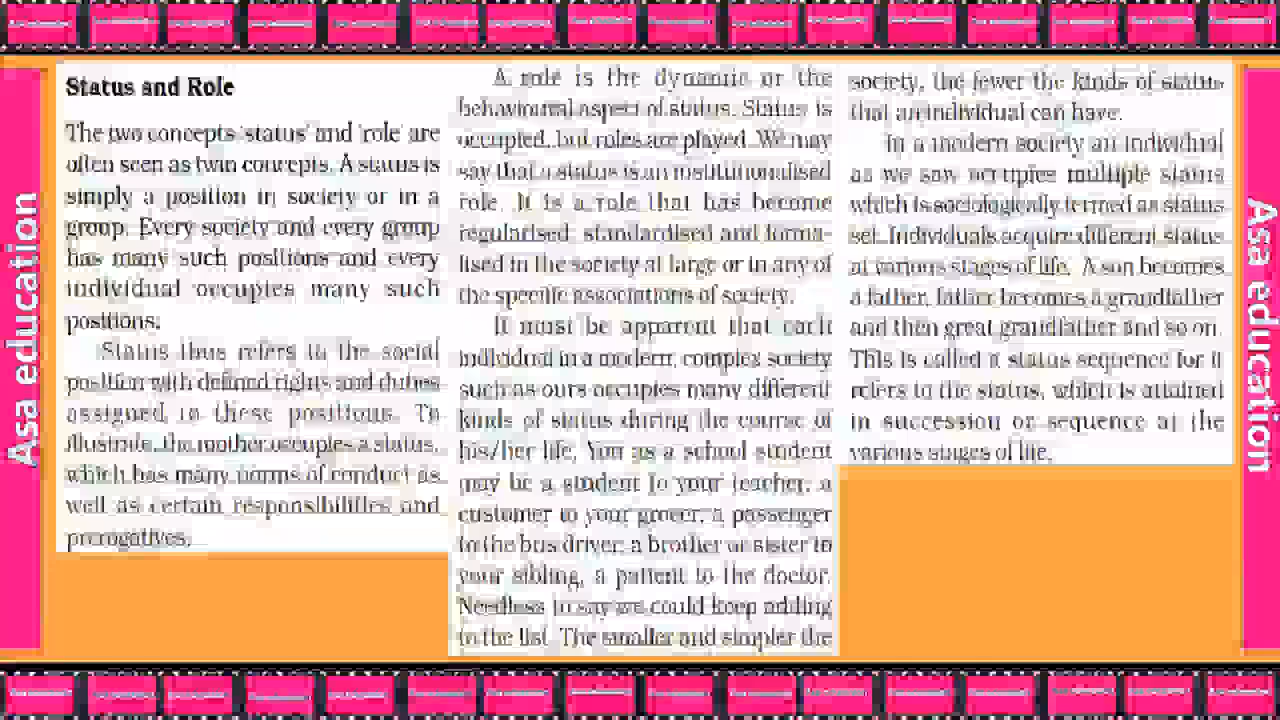 Status and Role
The two concepts 'status' and 'role' are
often seen as twin concepts. A status is
simply a position in society or in a
group. Every society and every group
has many such positions and every
individual occupies many such
positions.
Status thus refers to the social
position with defined rights and duties
assigned to these positions. To
illustrate, the mother occupies a status,
which has many norms of conduct as
well as certain responsibilities and
prerogatives.
A role is the dynamic or the
behavioural aspect of status. Status is
occupied, but roles are played. We may
say that a status is an institutionalised
role. It is a role that has become
regularised, standardised and forma-
lised in the society at large or in any of
the specific associations of society.
It must be apparent that each
individual in a modern, complex society
such as ours occupies many different
kinds of status during the course of
his/her life. You as a school student
may be a student to your teacher, a
customer to your grocer, a passenger
to the bus driver, a brother or sister to
your sibling, a patient to the doctor.
Needless to say we could keep adding
to the list. The smaller and simpler the
society, the fewer the kinds of status
that an individual can have.
In a modern society an individual
as we saw occupies multiple status
which is sociologically termed as status
set. Individuals acquire different status
at various stages of life. A son becomes
a father, father becomes a grandfather
and then great grandfather and so on.
This is called a status sequence for it
refers to the status, which is attained
in succession or sequence at the
various stages of life.
Asa education
Asa education